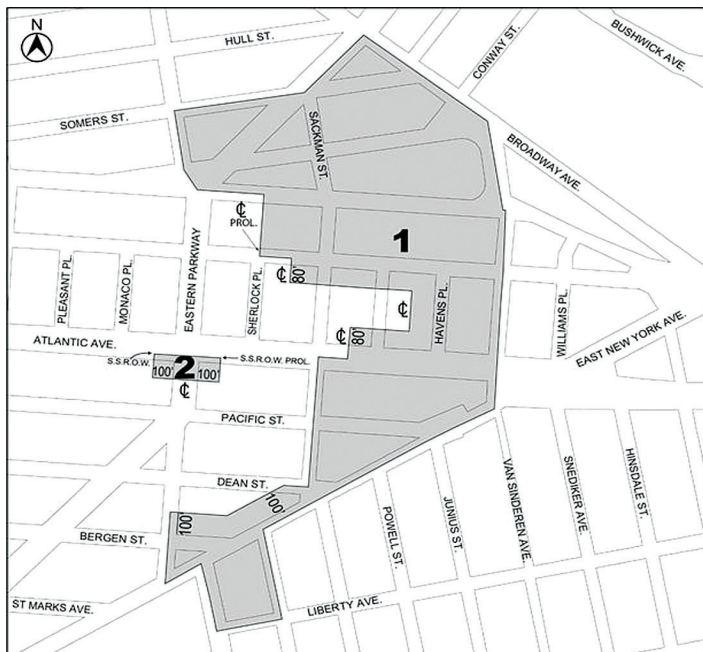 N
HULL ST.
CONWAY ST.
BUSHWICK AVE.
SOMERS ST.
SACKMAN ST.
BROADWAY AVE.
℄
PROL.
1
PLEASANT PL.
MONACO PL.
EASTERN PARKWAY
SHERLOCK PL.
℄
80'
℄
HAVENS PL.
WILLIAMS PL.
EAST NEW YORK AVE.
ATLANTIC AVE.
℄
80'
S.S.R.O.W.
2
S.S.R.O.W. PROL.
100'
100'
℄
PACIFIC ST.
DEAN ST.
100'
100'
BERGEN ST.
POWELL ST.
JUNIUS ST.
VAN SINDEREN AVE.
SNEDIKER AVE.
HINSDALE ST.
ST MARKS AVE.
LIBERTY AVE.